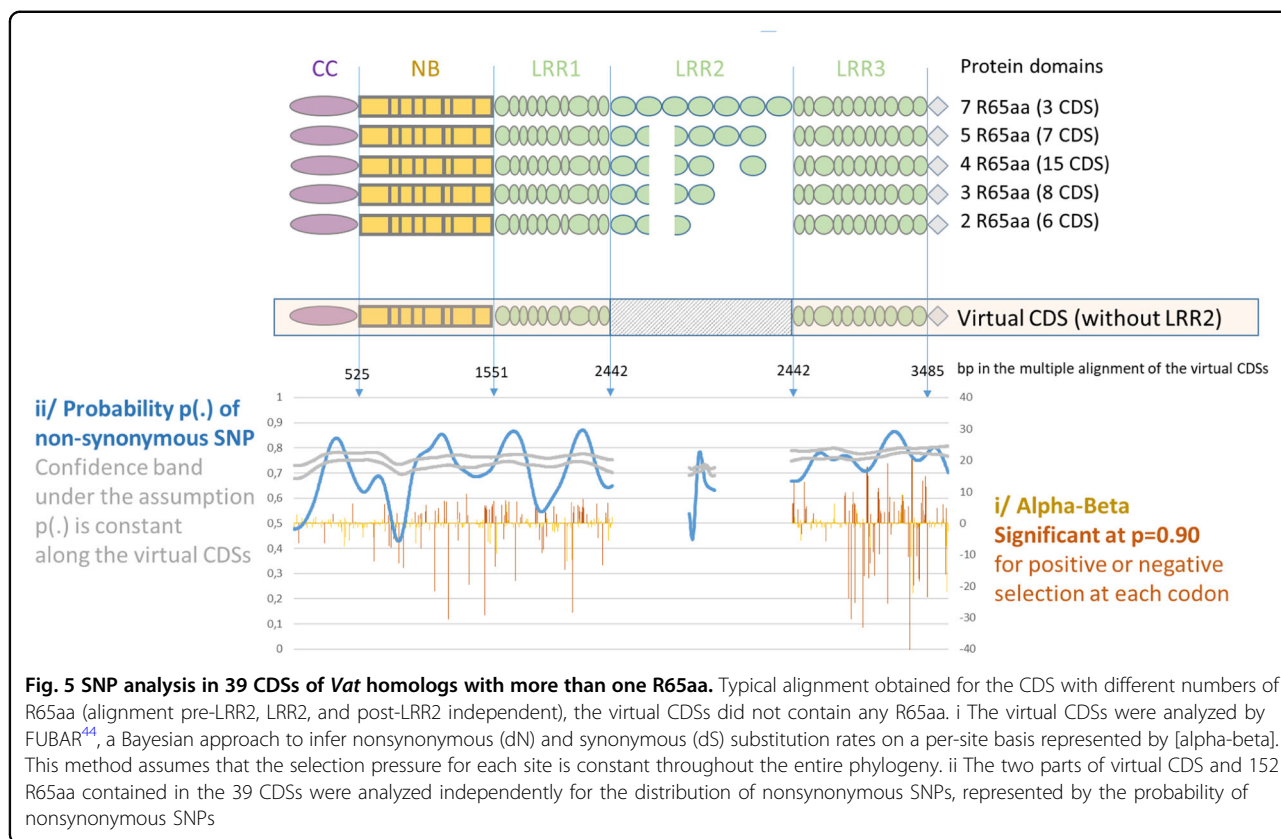 CC NB LRR1 LRR2 LRR3 Protein domains
7 R65aa (3 CDS)
5 R65aa (7 CDS)
4 R65aa (15 CDS)
3 R65aa (8 CDS)
2 R65aa (6 CDS)
Virtual CDS (without LRR2)
525 1551 2442 2442 3485 bp in the multiple alignment of the virtual CDSs
ii/ Probability p(.) of
non-synonymous SNP
Confidence band
under the assumption
p(.) is constant
along the virtual CDSs
1
0,9
0,8
0,7
0,6
0,5
0,4
0,3
0,2
0,1
0
40
30
20
10
0
-10
-20
-30
-40
i/ Alpha-Beta
Significant at p=0.90
for positive or negative
selection at each codon
Fig. 5 SNP analysis in 39 CDSs of Vat homologs with more than one R65aa. Typical alignment obtained for the CDS with different numbers of
R65aa (alignment pre-LRR2, LRR2, and post-LRR2 independent), the virtual CDSs did not contain any R65aa. i The virtual CDSs were analyzed by
FUBAR44, a Bayesian approach to infer nonsynonymous (dN) and synonymous (dS) substitution rates on a per-site basis represented by [alpha-beta].
This method assumes that the selection pressure for each site is constant throughout the entire phylogeny. ii The two parts of virtual CDS and 152
R65aa contained in the 39 CDSs were analyzed independently for the distribution of nonsynonymous SNPs, represented by the probability of
nonsynonymous SNPs